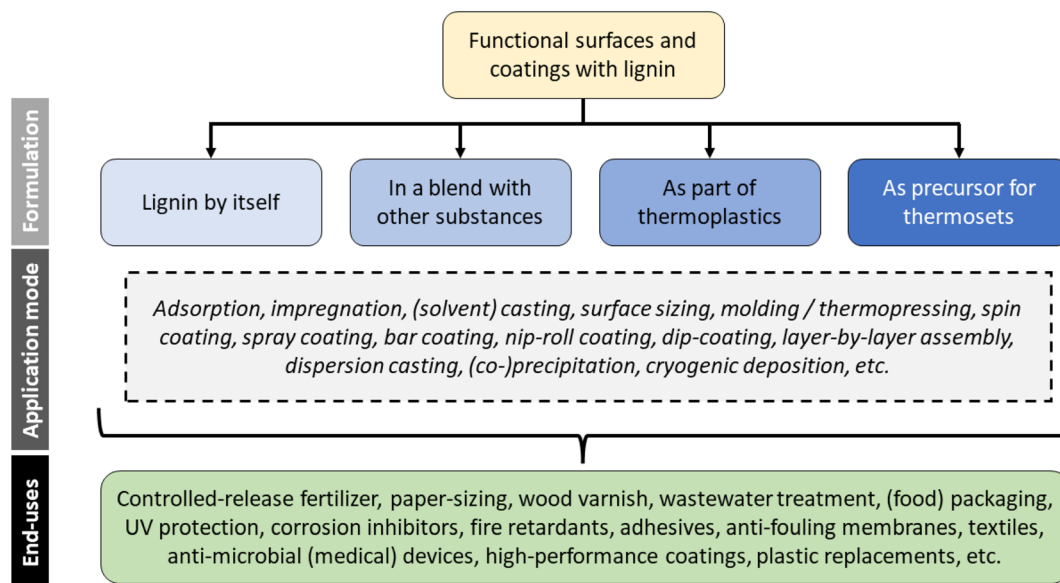 Functional surfaces and
coatings with lignin
Formulation
Lignin by itself
In a blend with
other substances
As part of
thermoplastics
As precursor for
thermosets
Application mode
Adsorption, impregnation, (solvent) casting, surface sizing, molding / thermopressing, spin
coating, spray coating, bar coating, nip-roll coating, dip-coating, layer-by-layer assembly,
dispersion casting, (co-)precipitation, cryogenic deposition, etc.
End-uses
Controlled-release fertilizer, paper-sizing, wood varnish, wastewater treatment, (food) packaging,
UV protection, corrosion inhibitors, fire retardants, adhesives, anti-fouling membranes, textiles,
anti-microbial (medical) devices, high-performance coatings, plastic replacements, etc.